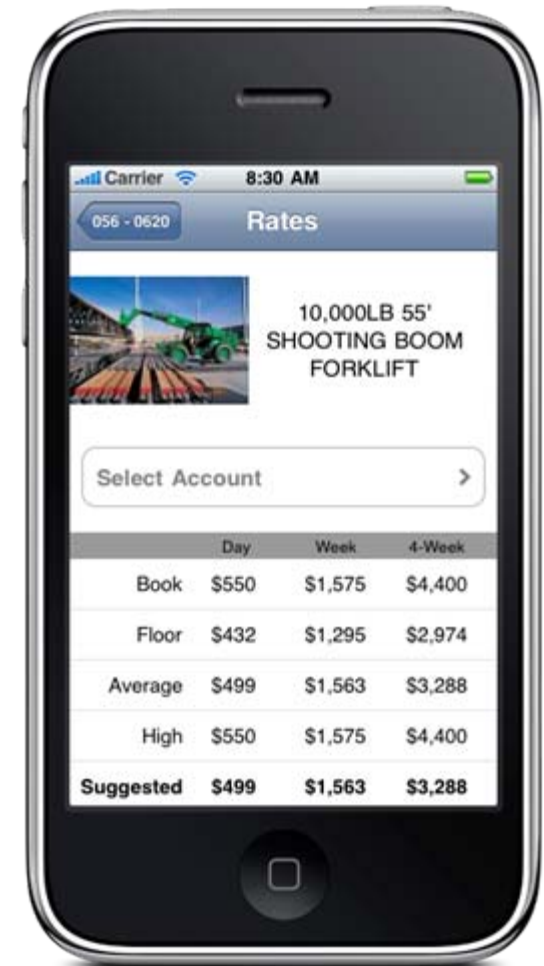 Carrier 8:30 AM
056 - 0620 Rates
10,000LB 55'
SHOOTING BOOM
FORKLIFT
Select Account
Day Week 4-Week
Book $550 $1,575 $4,400
Floor $432 $1,295 $2,974
Average $499 $1,563 $3,288
High $550 $1,575 $4,400
Suggested $499 $1,563 $3,288